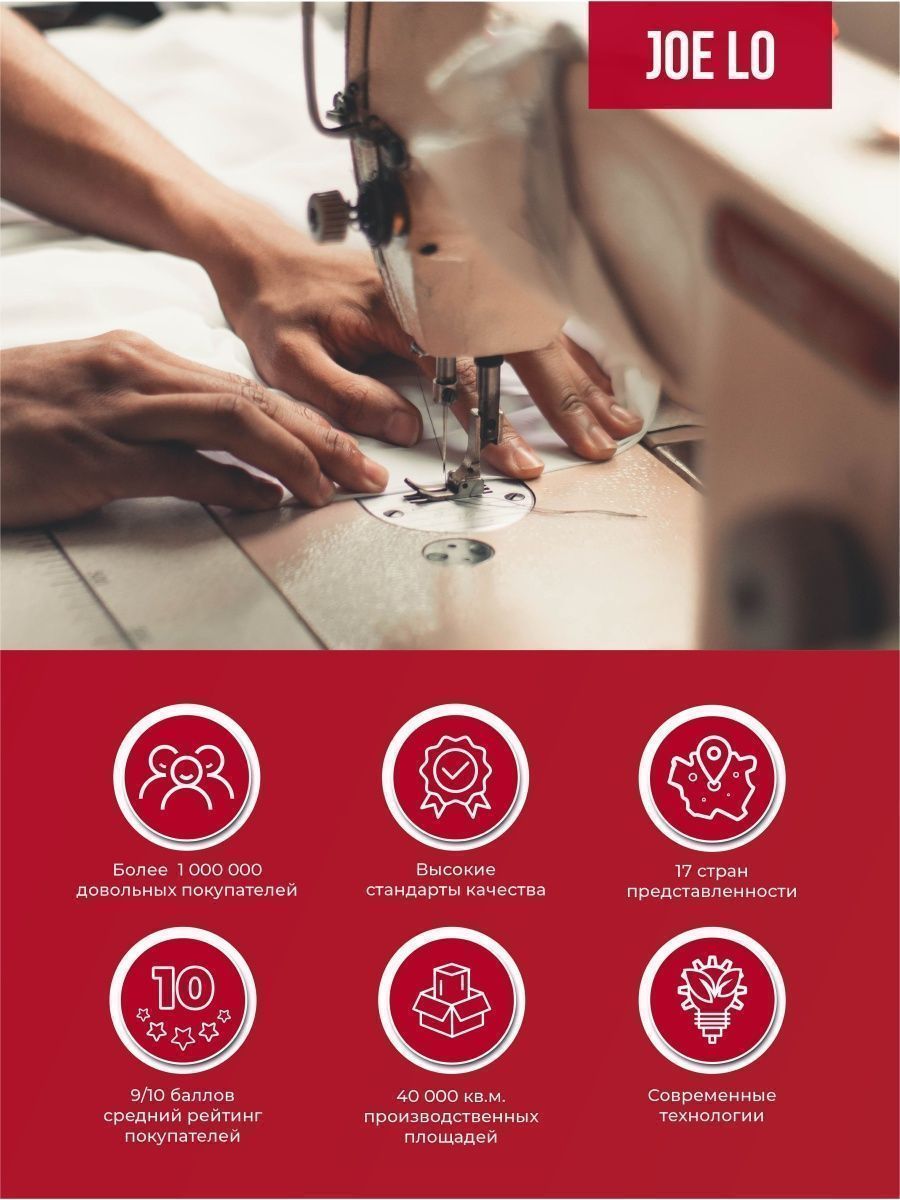 JOE LO
Более 1 000 000
довольных покупателей
Высокие
стандарты качества
17 стран
представленности
10
9/10 баллов
средний рейтинг
покупателей
40 000 кв.м.
производственных
площадей
Современные
технологии